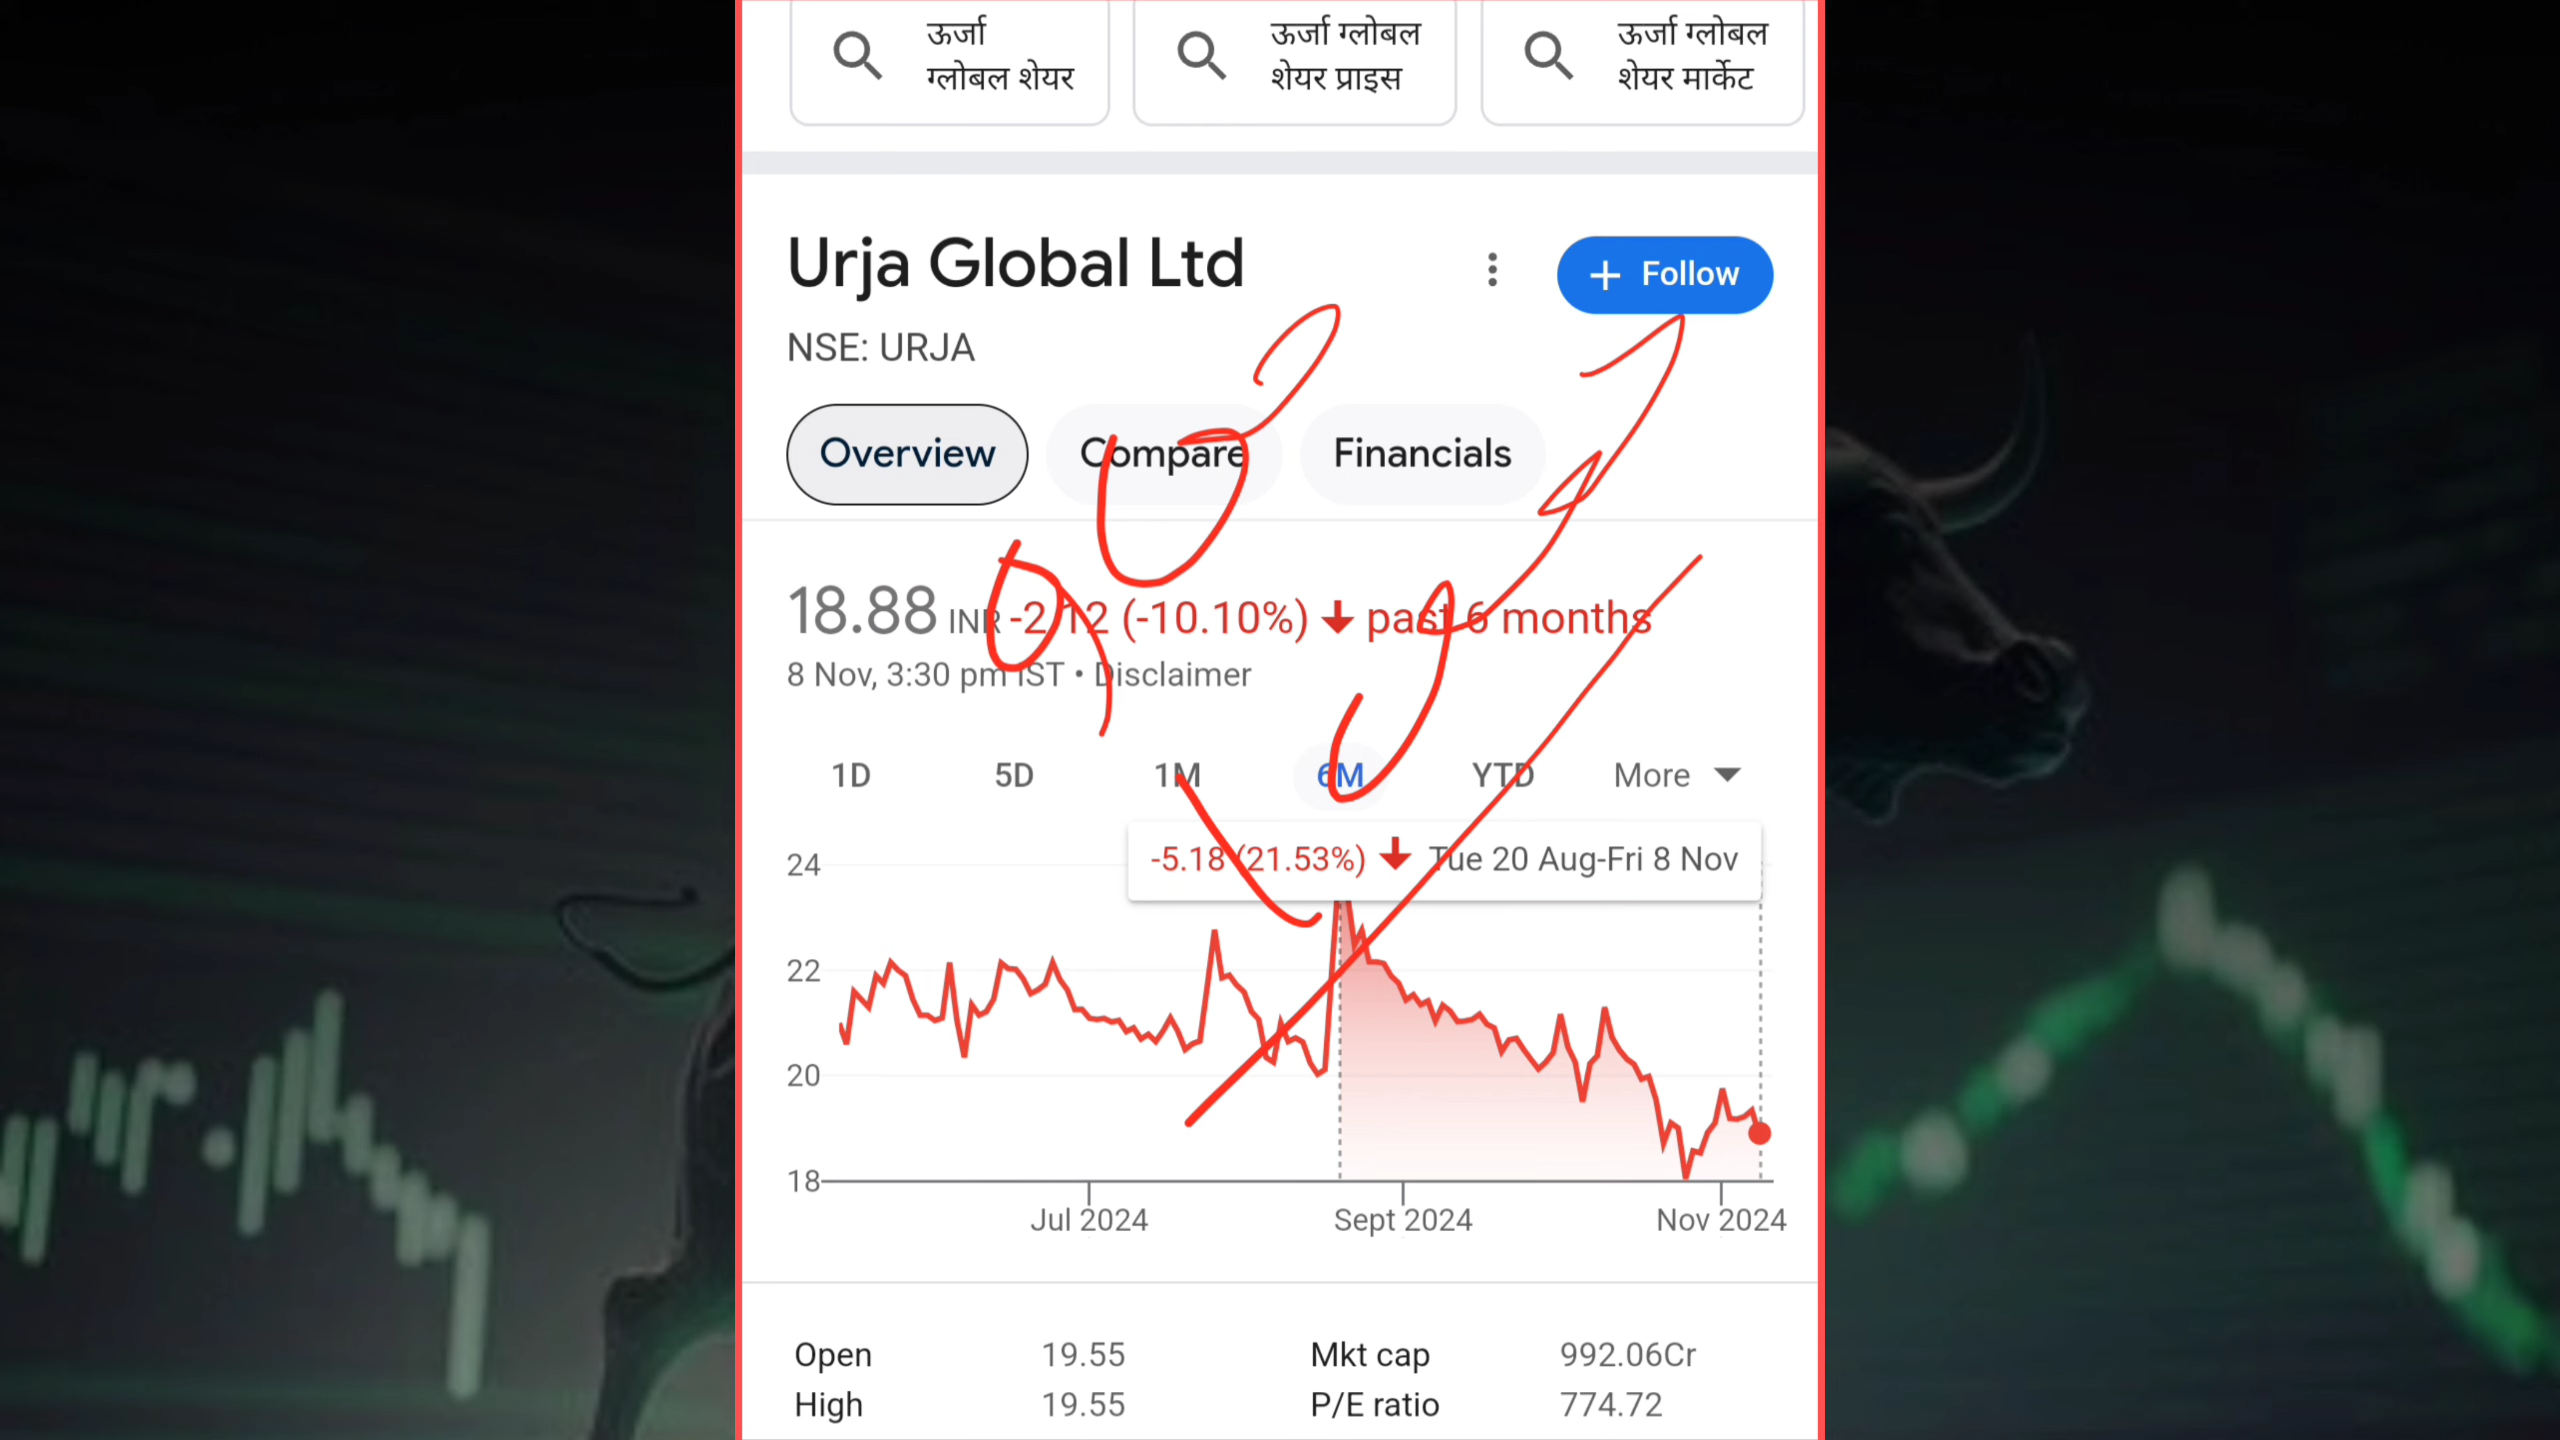 ऊर्जा
ग्लोबल शेयर
ऊर्जा ग्लोबल
शेयर प्राइस
ऊर्जा ग्लोबल
शेयर मार्केट
Urja Global Ltd
+ Follow
NSE: URJA
Overview Compare Financials
18.88 INR -2.12 (-10.10%) ↓ past 6 months
8 Nov, 3:30 pm IST • Disclaimer
1D 5D 1M 6M YTD More
-5.18 (21.53%) ↓ Tue 20 Aug-Fri 8 Nov
24
22
20
18
Jul 2024 Sept 2024 Nov 2024
Open 19.55 Mkt cap 992.06Cr
High 19.55 P/E ratio 774.72